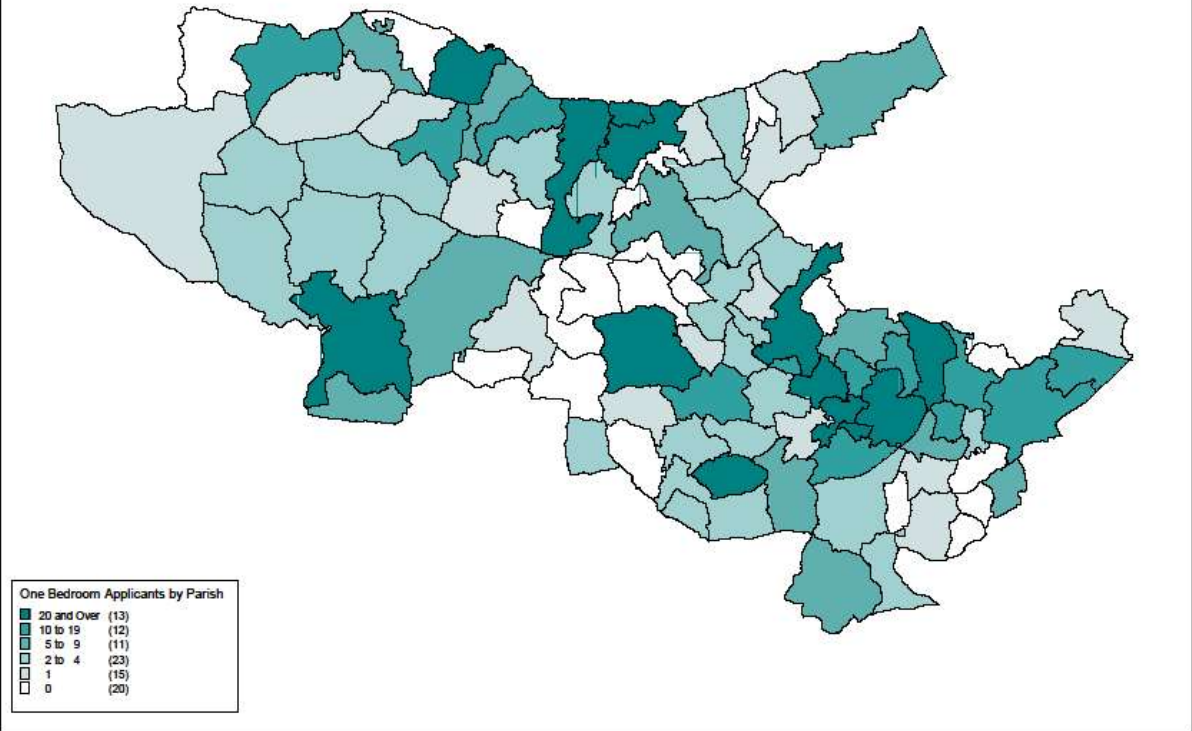 One Bedroom Applicants by Parish
20 and Over (13)
10 to 19 (12)
5 to 9 (11)
2 to 4 (23)
1 (15)
0 (20)